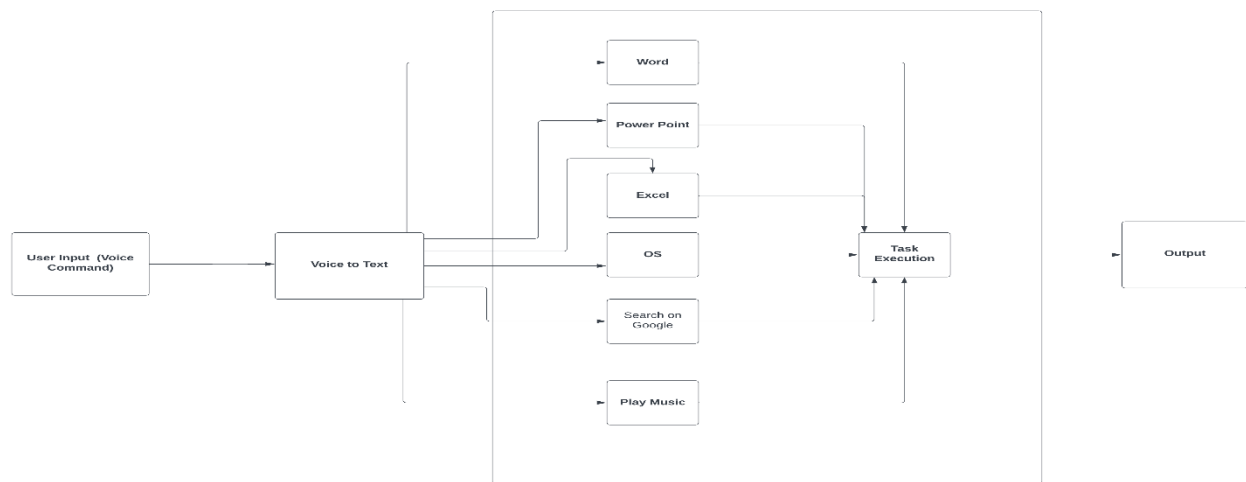 Word
Power Point
Excel
User Input (Voice
Command)
Voice to Text
OS
Task
Execution
Output
Search on
Google
Play Music